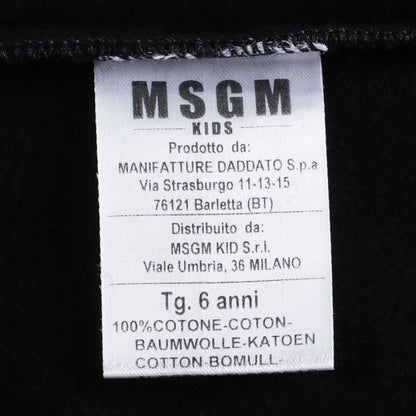 MSGM
KIDS
Prodotto da:
MANIFATTURE DADDATO S.p.a
Via Strasburgo 11-13-15
76121 Barletta (BT)
Distribuito da:
MSGM KID S.r.l.
Viale Umbria, 36 MILANO
Tg. 6 anni
100%COTONE-COTON-
BAUMWOLLE-KATOEN
COTTON-BOMULL-